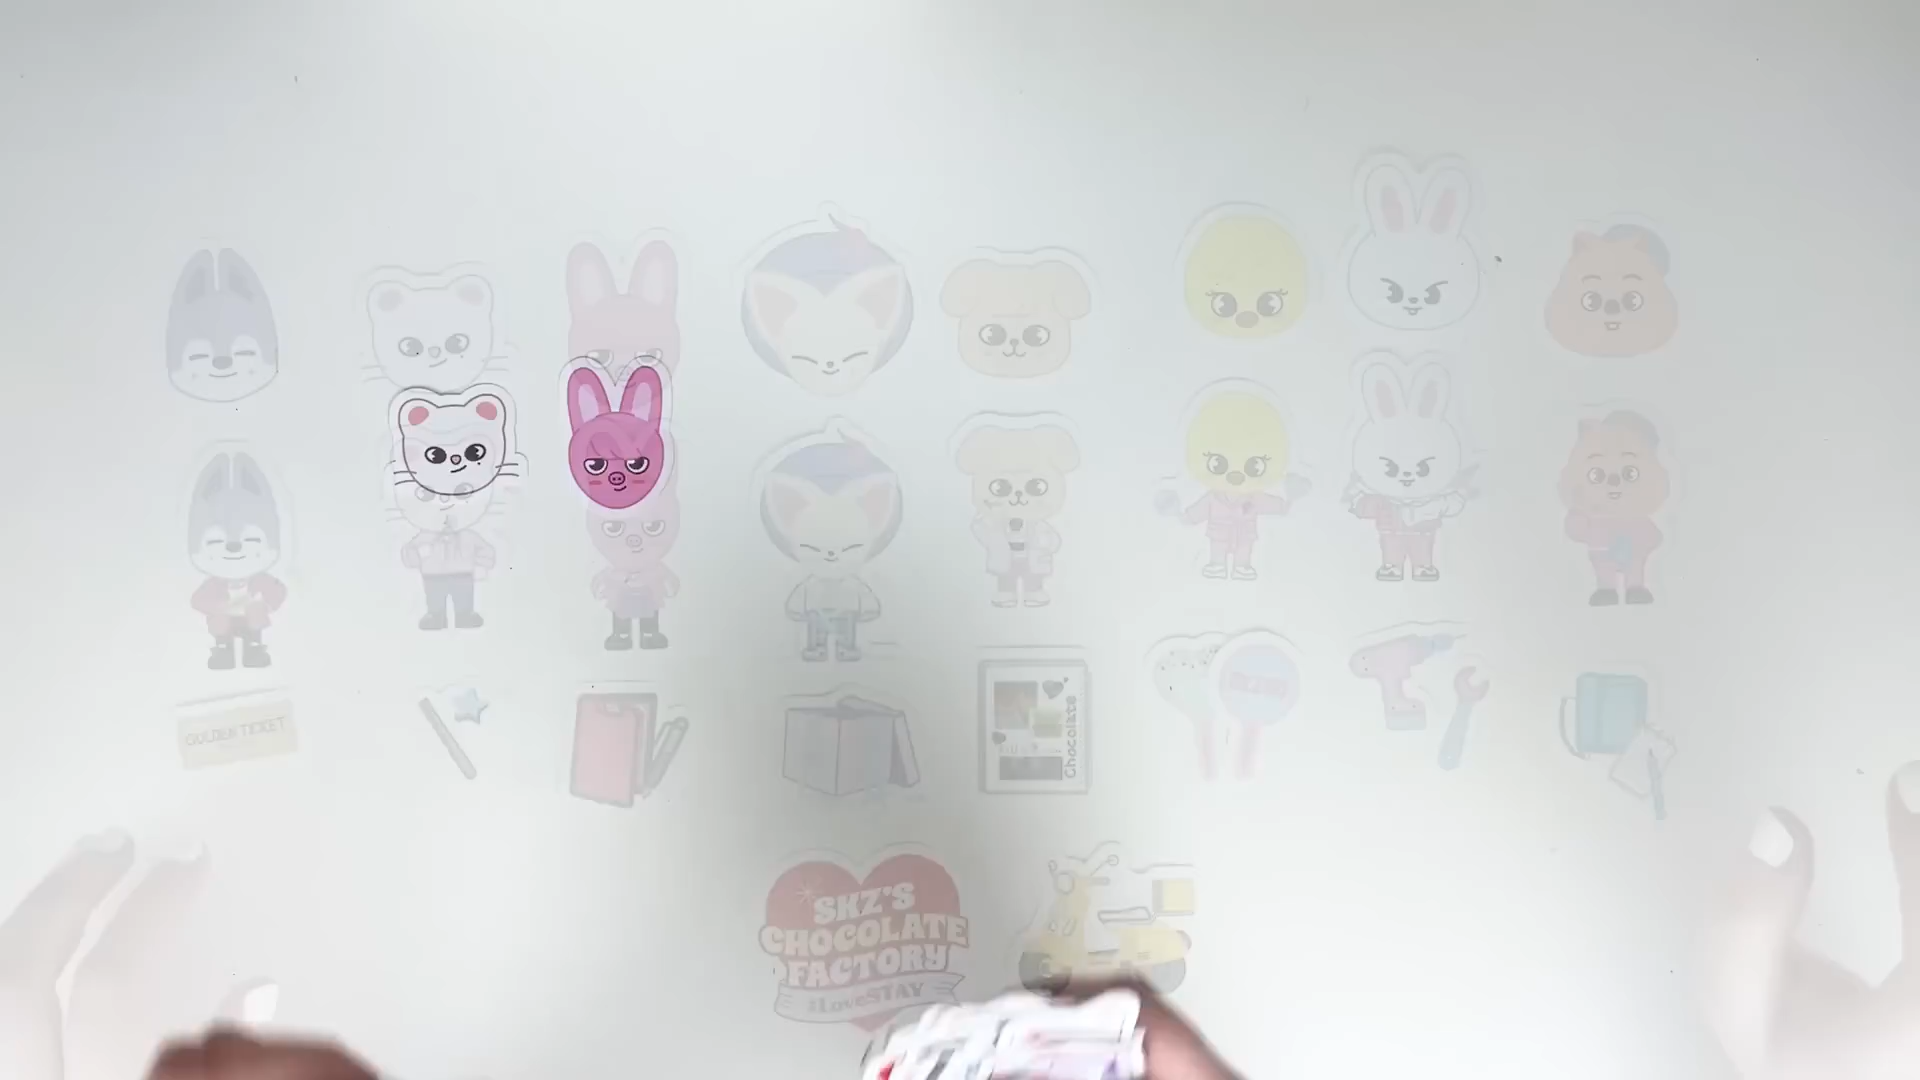 GOLDEN TICKET
Chocolate
SKZ'S
CHOCOLATE
FACTORY
#LoveSTAY